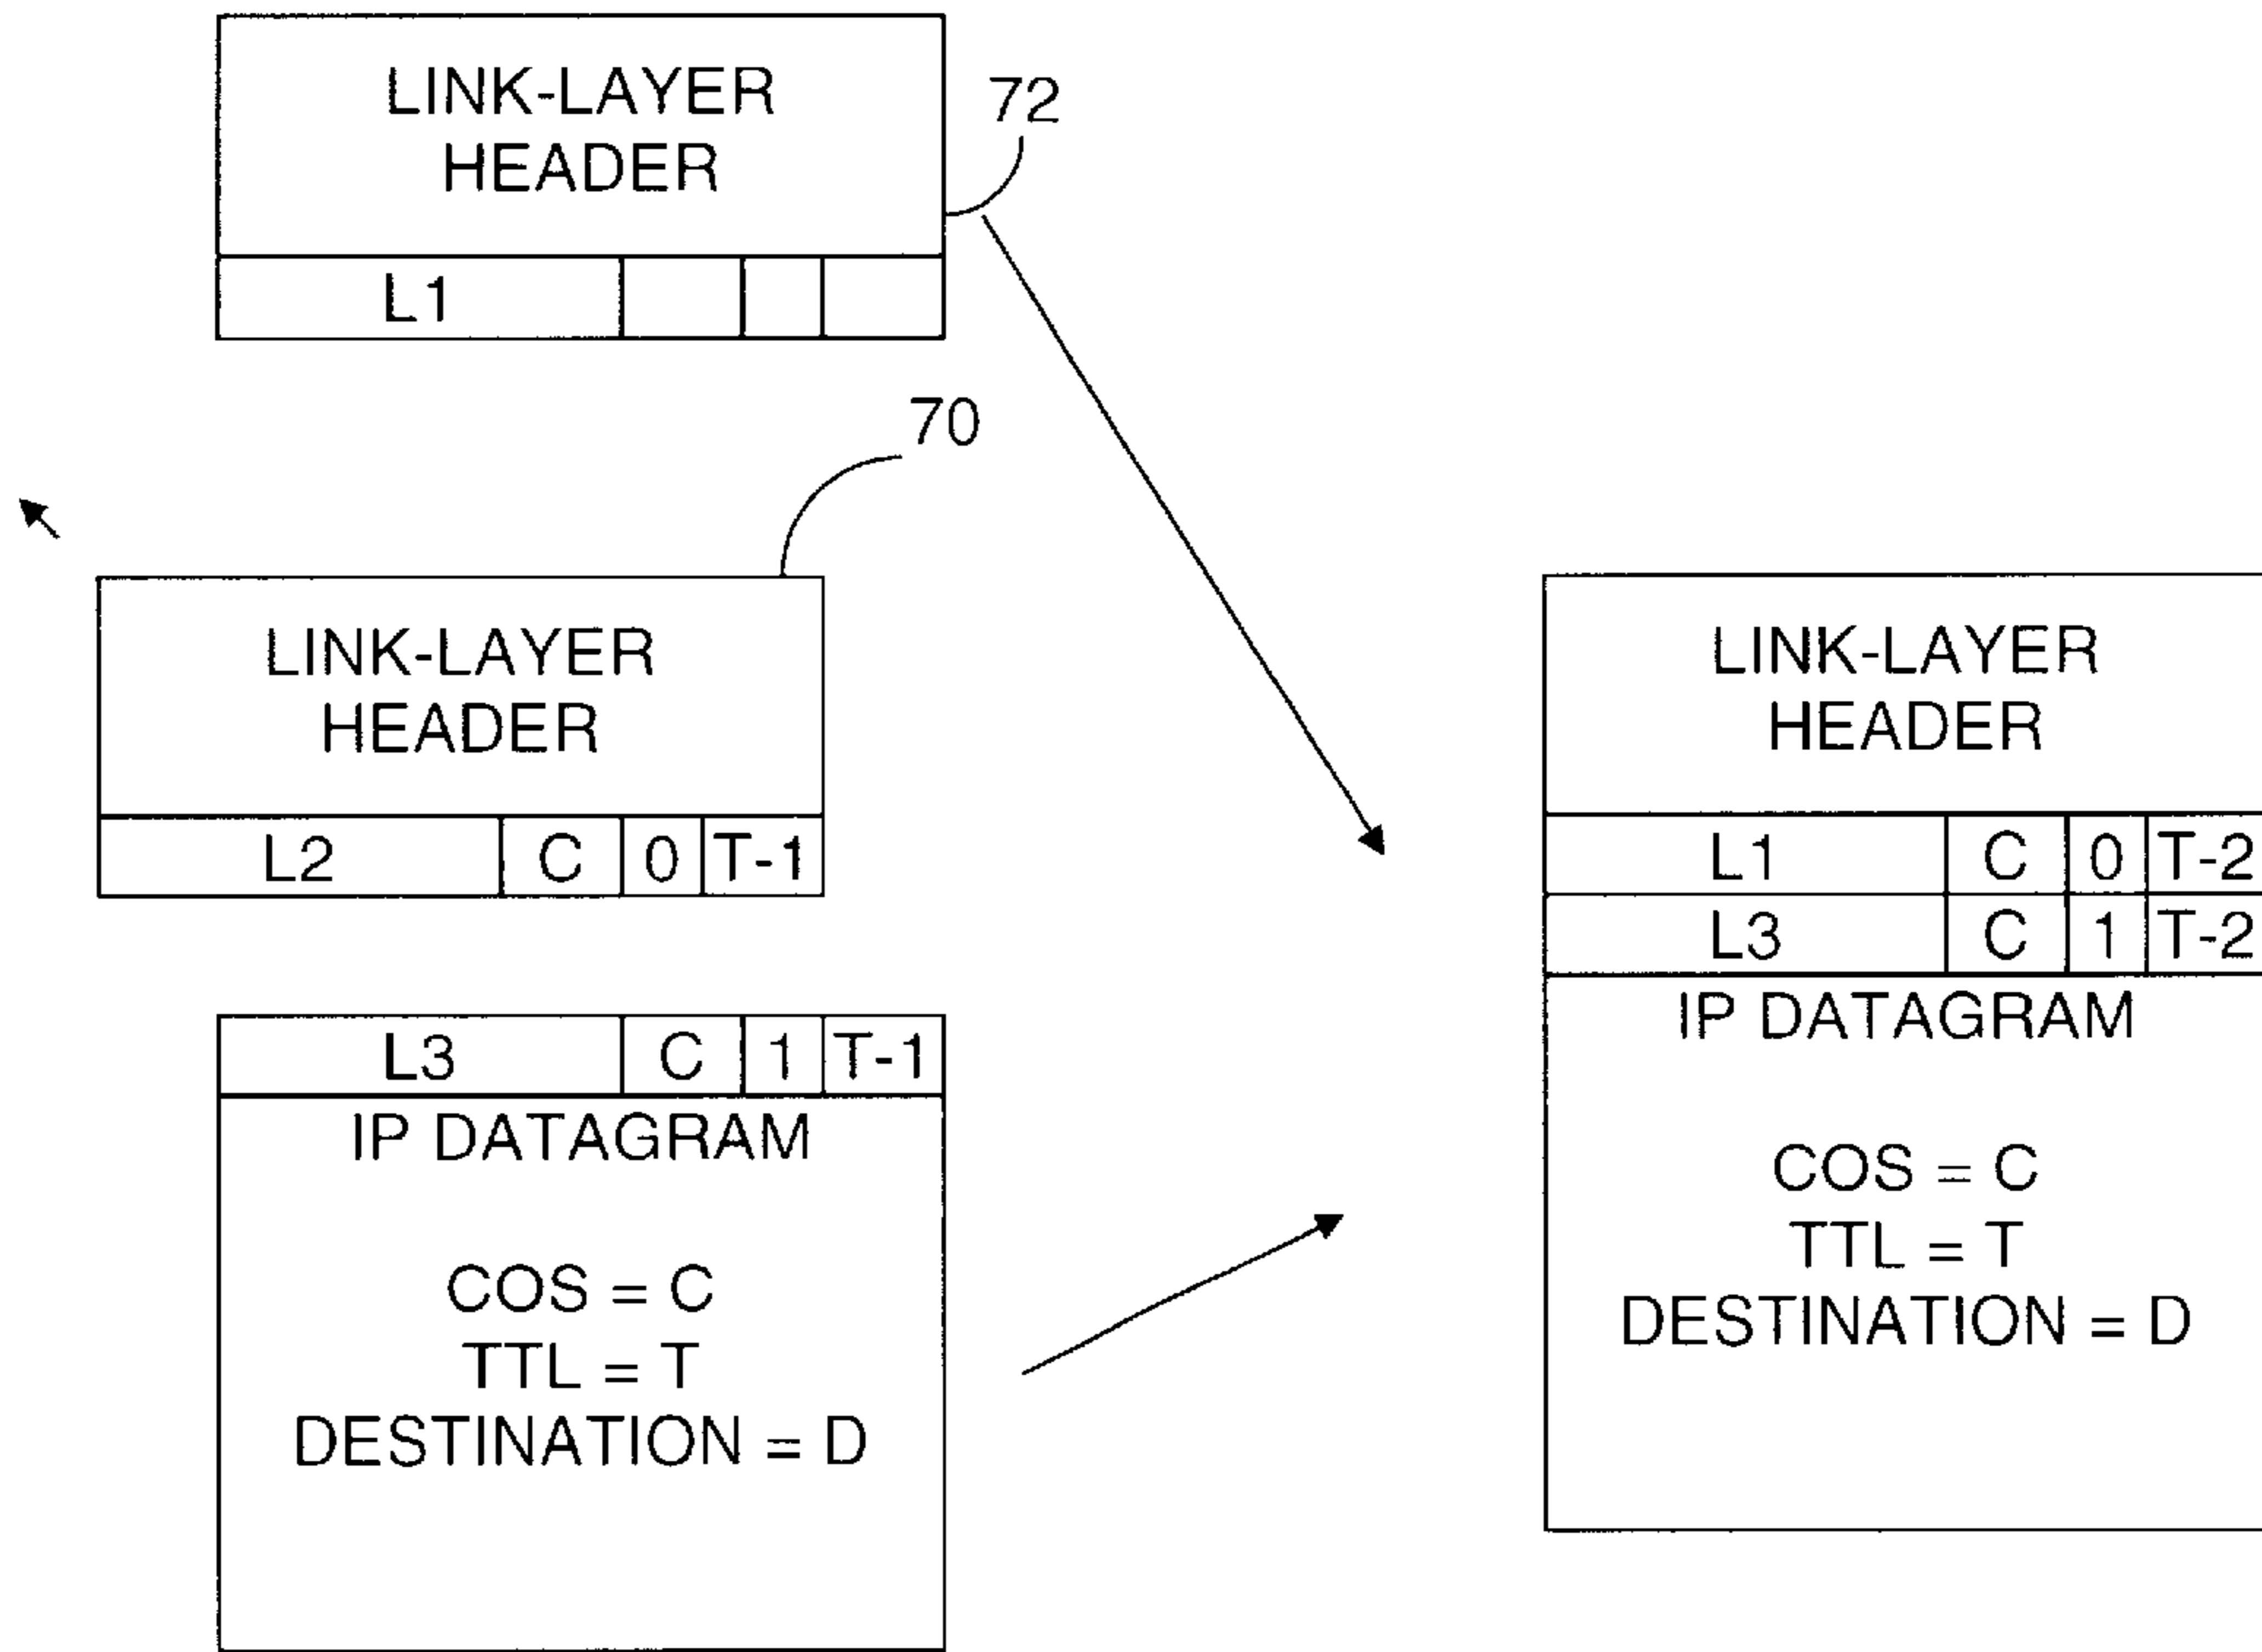 LINK-LAYER
HEADER
72
L1
70
LINK-LAYER
HEADER
L2 C 0 T-1
L3 C 1 T-1
IP DATAGRAM
COS = C
TTL = T
DESTINATION = D
LINK-LAYER
HEADER
L1 C 0 T-2
L3 C 1 T-2
IP DATAGRAM
COS = C
TTL = T
DESTINATION = D